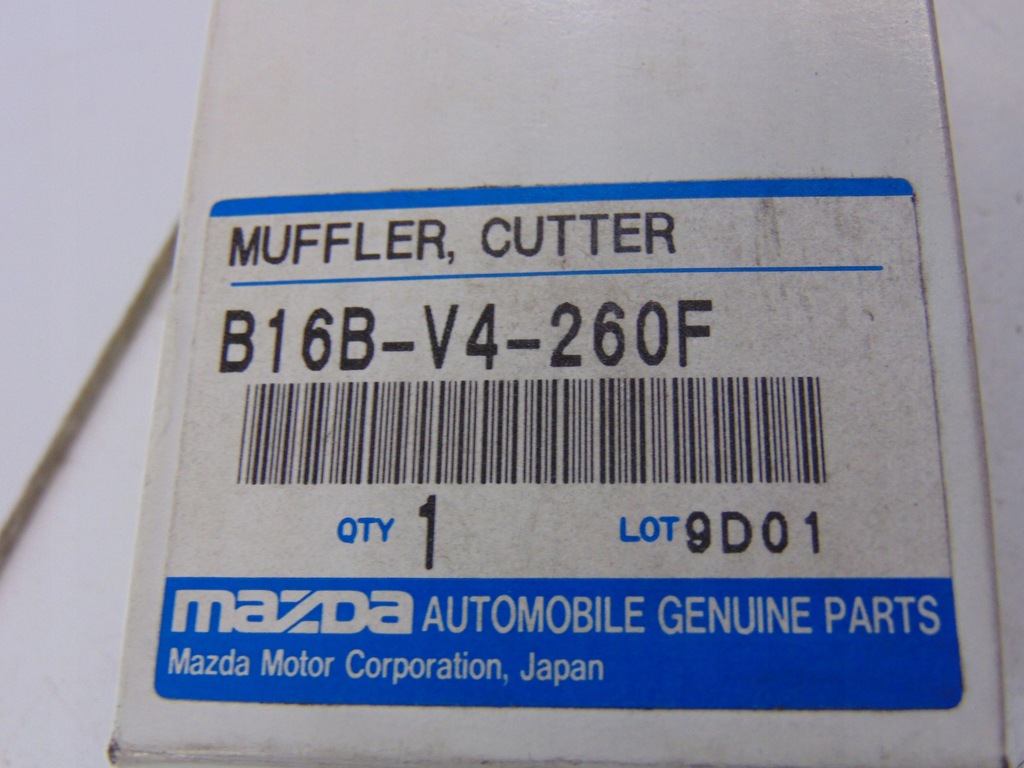 MUFFLER, CUTTER
B16B-V4-260F
QTY 1 LOT 9D01
mazda AUTOMOBILE GENUINE PARTS
Mazda Motor Corporation, Japan